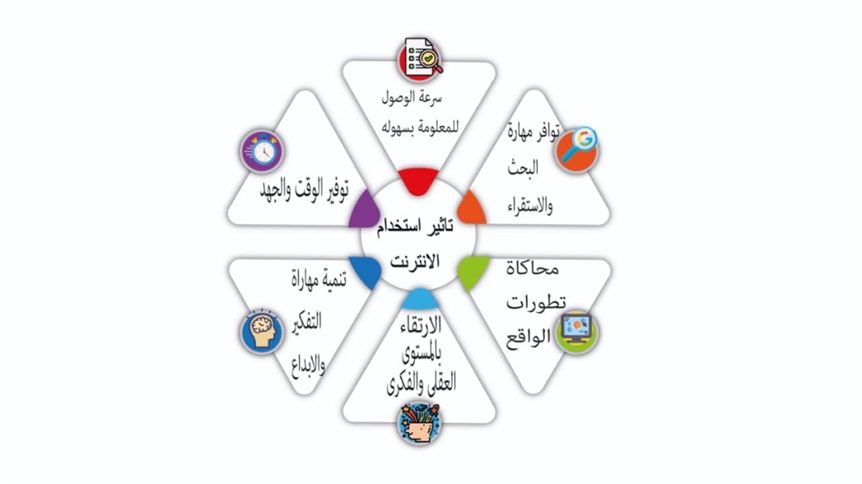 تاثير استخدام
الانترنت
سرعة الوصول
للمعلومة بسهوله
توافر مهارة
البحث
والاستقراء
محاكاة
تطورات
الواقع
الارتقاء
بالمستوى
العقلى والفكرى
تنمية مهاراة
التفكير
والابداع
توفير الوقت والجهد
G